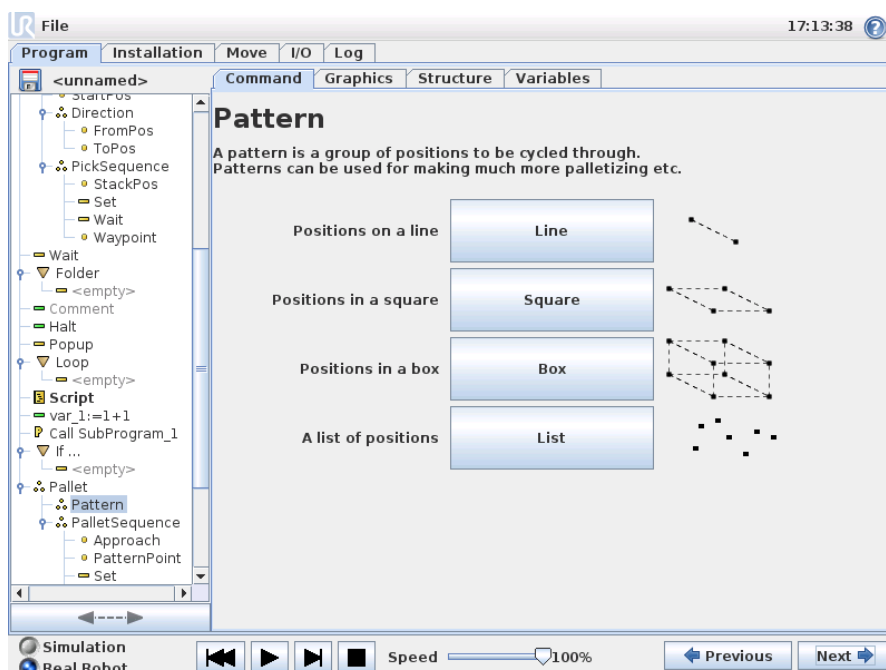 UR File 17:13:38 ?
Program Installation Move I/O Log
<unnamed>
Command Graphics Structure Variables
StartPos
Direction
FromPos
ToPos
PickSequence
StackPos
Set
Wait
Waypoint
Wait
Folder
<empty>
Comment
Halt
Popup
Loop
<empty>
Script
var_1:=1+1
P Call SubProgram_1
If ...
<empty>
Pallet
Pattern
PalletSequence
Approach
PatternPoint
Set
Pattern
A pattern is a group of positions to be cycled through.
Patterns can be used for making much more palletizing etc.
Positions on a line Line
Positions in a square Square
Positions in a box Box
A list of positions List
Simulation
Real Robot
Speed 100%
Previous Next